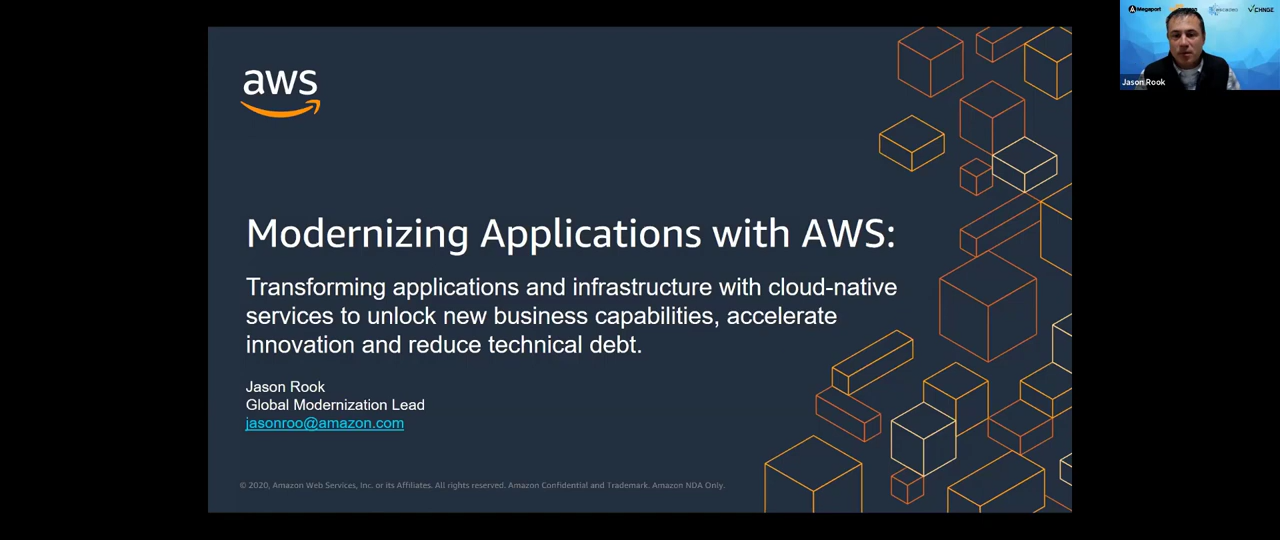 aws
Modernizing Applications with AWS:
Transforming applications and infrastructure with cloud-native
services to unlock new business capabilities, accelerate
innovation and reduce technical debt.
Jason Rook
Global Modernization Lead
jasonroo@amazon.com
© 2020, Amazon Web Services, Inc. or its Affiliates. All rights reserved. Amazon Confidential and Trademark. Amazon NDA Only.
Megaport
Jason Rook